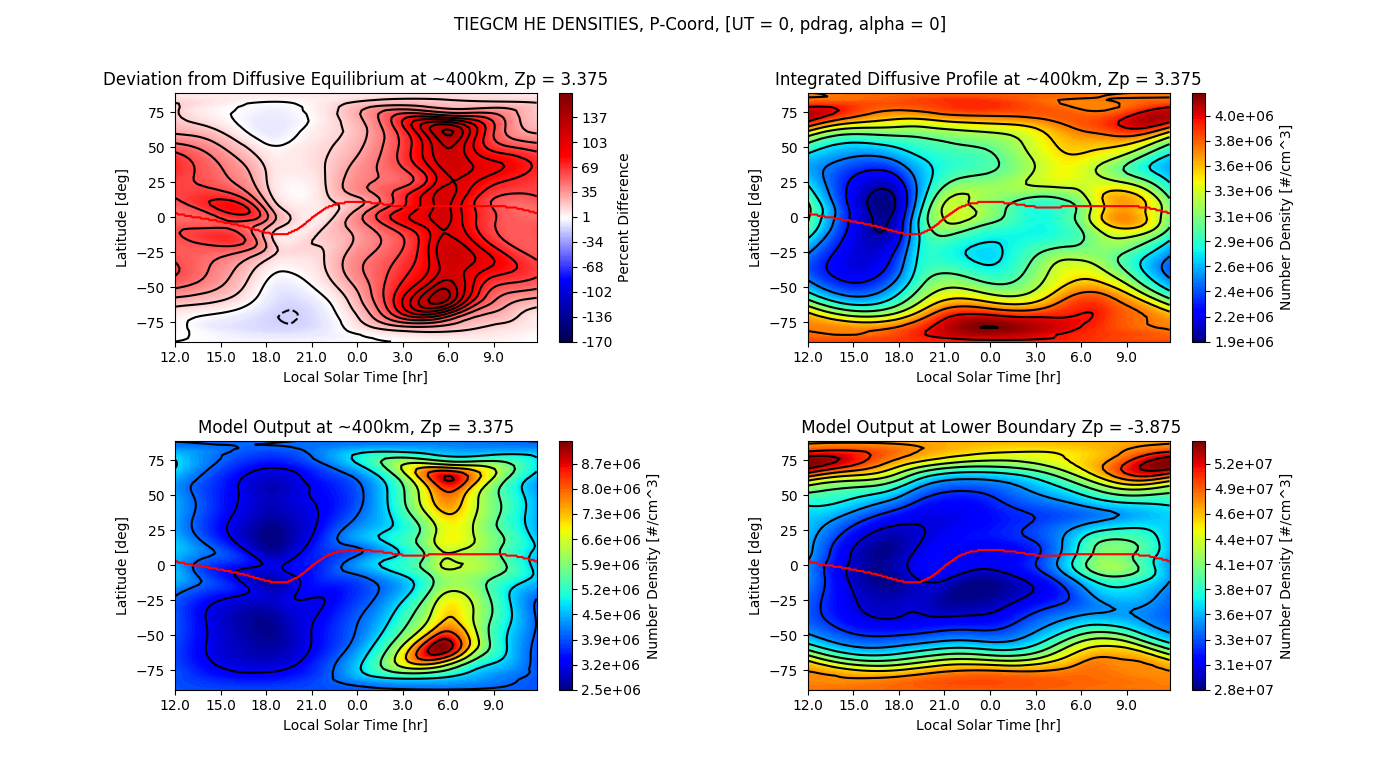 TIEGCM HE DENSITIES, P-Coord, [UT = 0, pdrag, alpha = 0]
Deviation from Diffusive Equilibrium at ~400km, Zp = 3.375
Latitude [deg]
75
50
25
0
−25
−50
−75
12.0 15.0 18.0 21.0 0.0 3.0 6.0 9.0
Local Solar Time [hr]
137
103
69
35
1
-34
-68
-102
-136
-170
Percent Difference
Integrated Diffusive Profile at ~400km, Zp = 3.375
Latitude [deg]
75
50
25
0
−25
−50
−75
12.0 15.0 18.0 21.0 0.0 3.0 6.0 9.0
Local Solar Time [hr]
4.0e+06
3.8e+06
3.6e+06
3.3e+06
3.1e+06
2.9e+06
2.6e+06
2.4e+06
2.2e+06
1.9e+06
Number Density [#/cm^3]
Model Output at ~400km, Zp = 3.375
Latitude [deg]
75
50
25
0
−25
−50
−75
12.0 15.0 18.0 21.0 0.0 3.0 6.0 9.0
Local Solar Time [hr]
8.7e+06
8.0e+06
7.3e+06
6.6e+06
5.9e+06
5.2e+06
4.5e+06
3.9e+06
3.2e+06
2.5e+06
Number Density [#/cm^3]
Model Output at Lower Boundary Zp = -3.875
Latitude [deg]
75
50
25
0
−25
−50
−75
12.0 15.0 18.0 21.0 0.0 3.0 6.0 9.0
Local Solar Time [hr]
5.2e+07
4.9e+07
4.7e+07
4.4e+07
4.1e+07
3.8e+07
3.6e+07
3.3e+07
3.1e+07
2.8e+07
Number Density [#/cm^3]